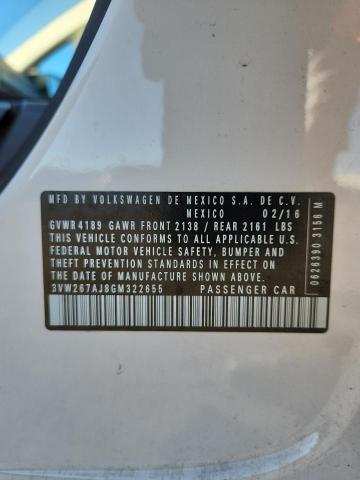 MFD BY VOLKSWAGEN DE MEXICO S.A. DE C.V.
MEXICO 02/16
GVWR4189 GAWR FRONT 2138 / REAR 2161 LBS
THIS VEHICLE CONFORMS TO ALL APPLICABLE U.S.
FEDERAL MOTOR VEHICLE SAFETY, BUMPER, AND
THEFT PREVENTION STANDARDS IN EFFECT ON
THE DATE OF MANUFACTURE SHOWN ABOVE.
3VW267AJ8GM322655 PASSENGER CAR
0626390 3156 M